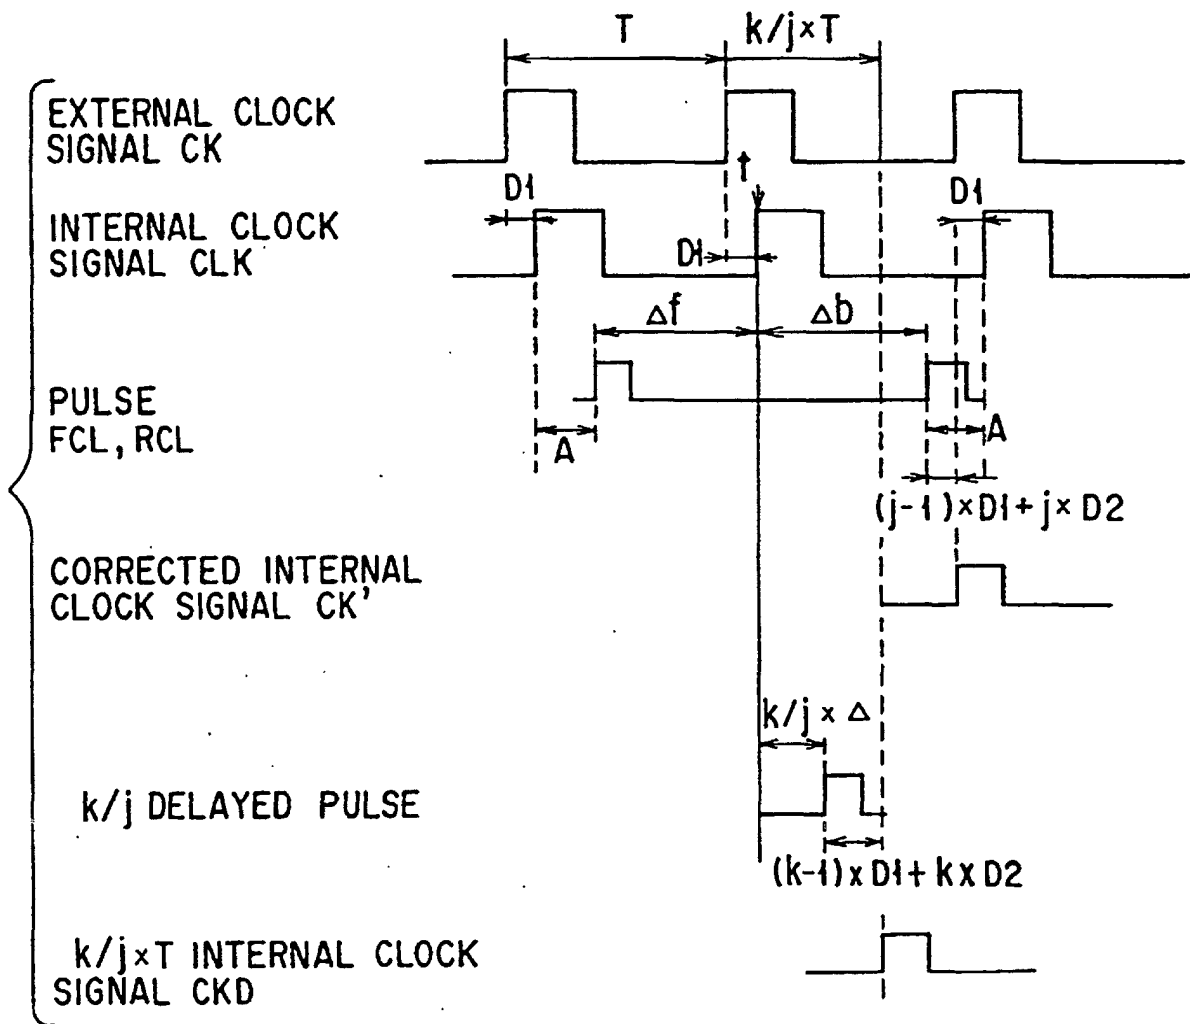 T
k/j×T
EXTERNAL CLOCK
SIGNAL CK
t
D1
D1
INTERNAL CLOCK
SIGNAL CLK
D1
Δf
Δb
PULSE
FCL, RCL
A
A
(j-1)×D1+j×D2
CORRECTED INTERNAL
CLOCK SIGNAL CK'
k/j×Δ
k/j DELAYED PULSE
(k-1)×D1+k×D2
k/j×T INTERNAL CLOCK
SIGNAL CKD